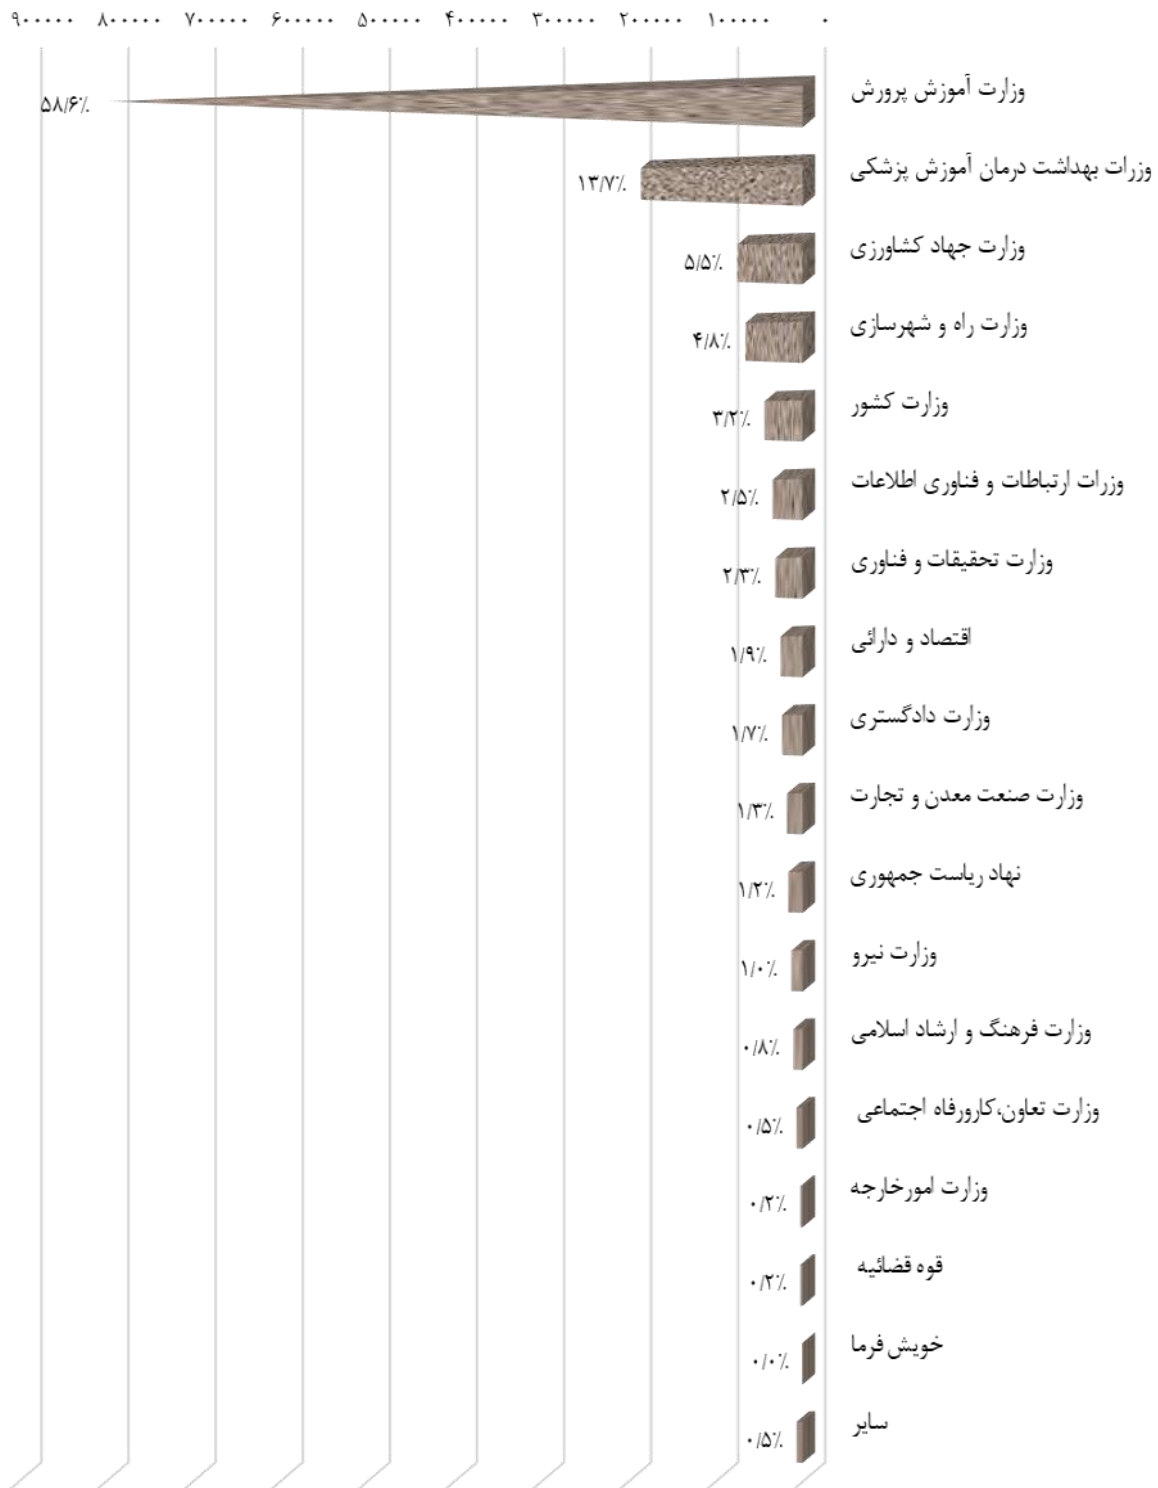 ۹۰۰۰۰۰ ۸۰۰۰۰۰ ۷۰۰۰۰۰ ۶۰۰۰۰۰ ۵۰۰۰۰۰ ۴۰۰۰۰۰ ۳۰۰۰۰۰ ۲۰۰۰۰۰ ۱۰۰۰۰۰ ۰
وزارت آموزش پرورش ۵۸/۶٪
وزرات بهداشت درمان آموزش پزشکی ۱۳/۷٪
وزارت جهاد کشاورزی ۵/۵٪
وزارت راه و شهرسازی ۴/۸٪
وزارت کشور ۳/۲٪
وزرات ارتباطات و فناوری اطلاعات ۲/۵٪
وزارت تحقیقات و فناوری ۲/۳٪
اقتصاد و دارائی ۱/۹٪
وزارت دادگستری ۱/۷٪
وزارت صنعت معدن و تجارت ۱/۳٪
نهاد ریاست جمهوری ۱/۲٪
وزارت نیرو ۱/۰٪
وزارت فرهنگ و ارشاد اسلامی ۰/۸٪
وزارت تعاون،کارورفاه اجتماعی ۰/۵٪
وزارت امورخارجه ۰/۲٪
قوه قضائیه ۰/۲٪
خویش فرما ۰/۰٪
سایر ۰/۵٪